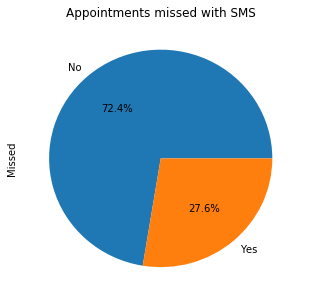 Appointments missed with SMS
No
72.4%
Missed
27.6%
Yes